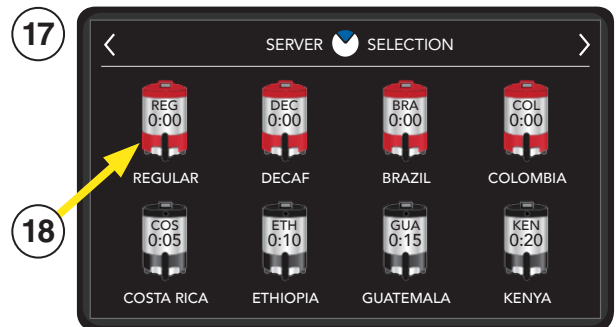 17
SERVER SELECTION
REG DEC BRA COL
0:00 0:00 0:00 0:00
REGULAR DECAF BRAZIL COLOMBIA
18
COS ETH GUA KEN
0:05 0:10 0:15 0:20
COSTA RICA ETHIOPIA GUATEMALA KENYA